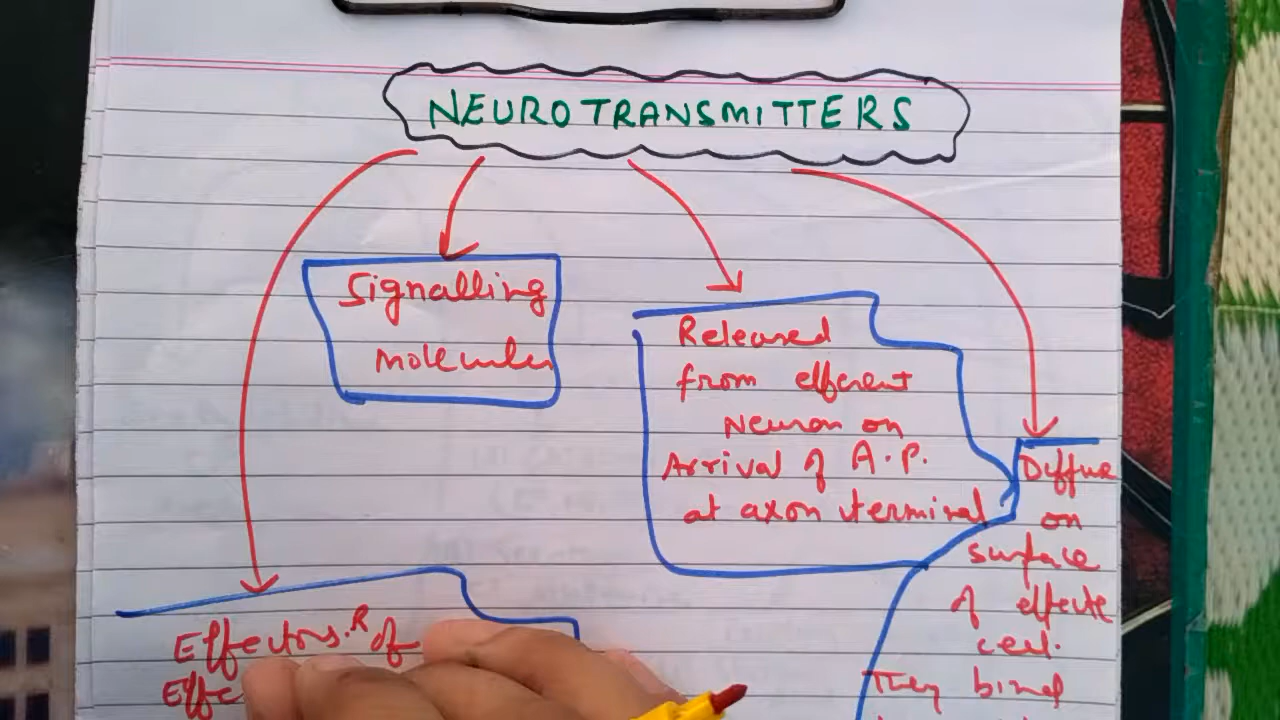 NEUROTRANSMITTERS
Signalling
Molecules
Released
from efferent
Neuron on
Arrival of A.P.
at axon terminal
Diffuse
on
surface
of
cell.
They bind
Effectors. R of